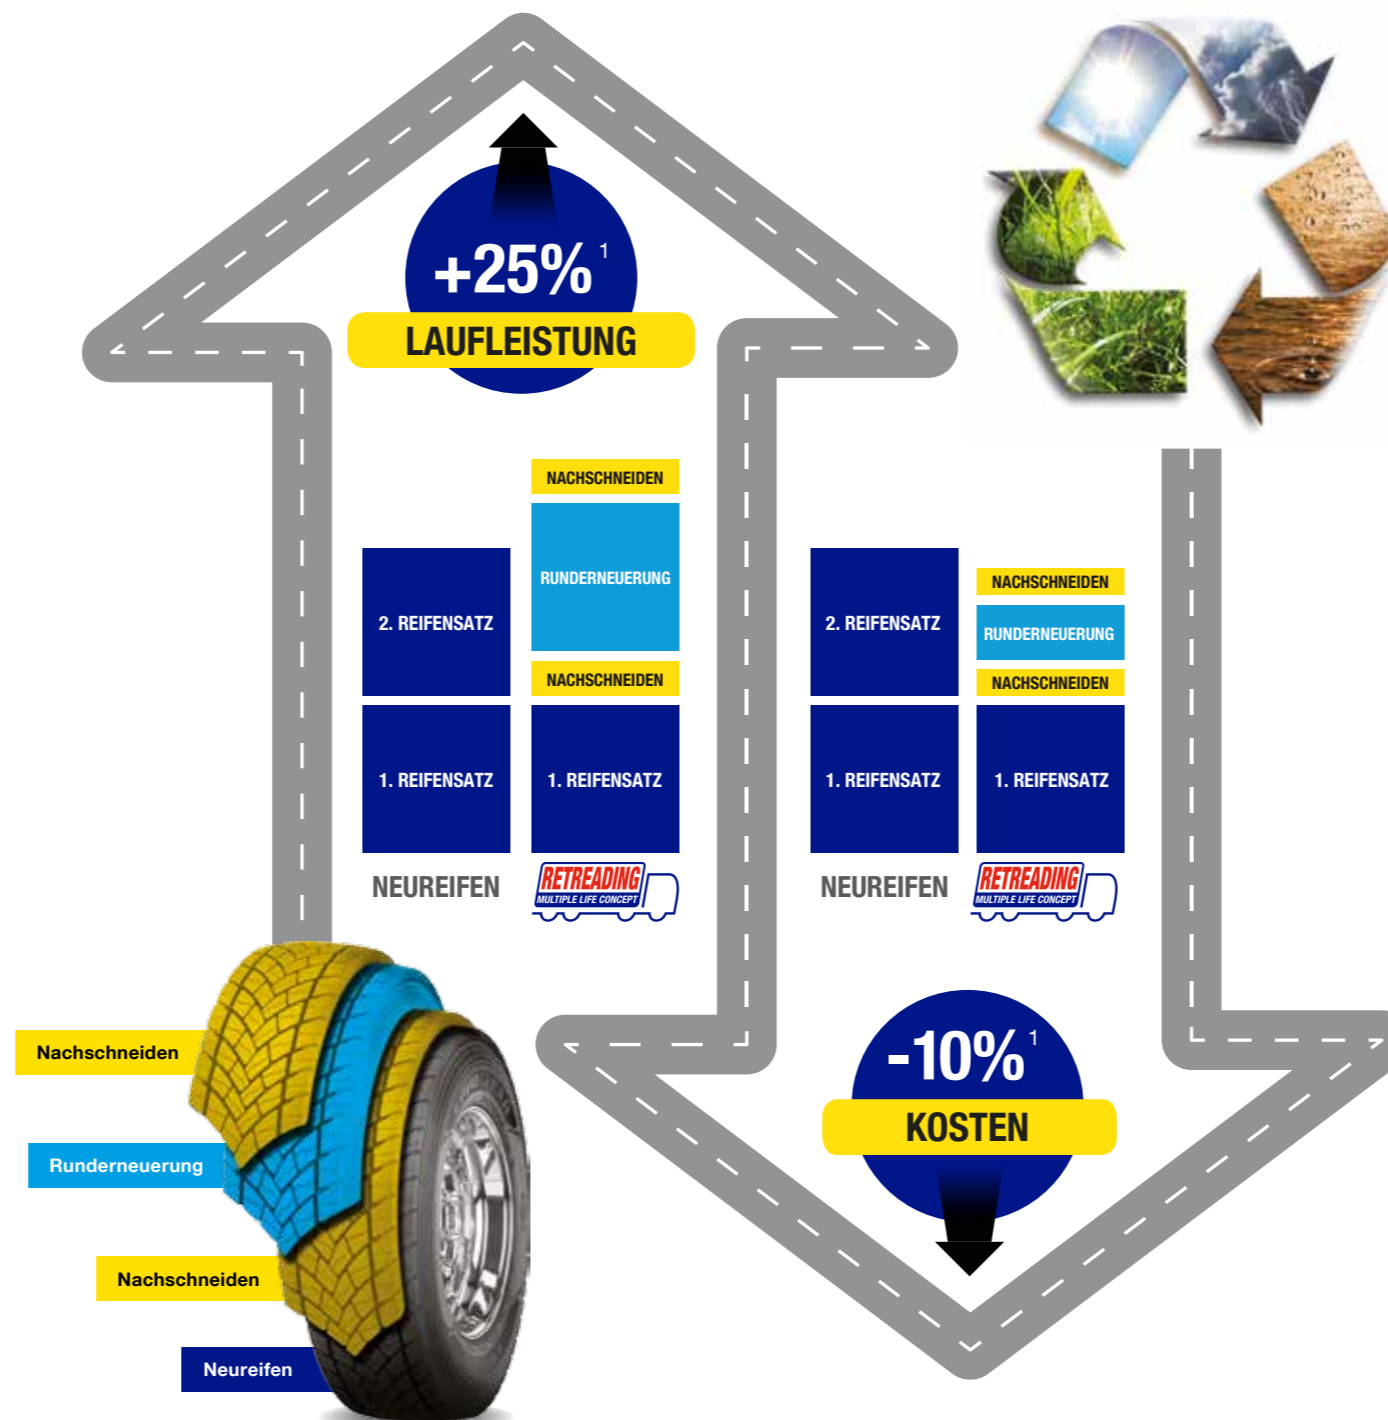 +25% 1
LAUFLEISTUNG
NACHSCHNEIDEN
RUNDERNEUERUNG
NACHSCHNEIDEN
2. REIFENSATZ
1. REIFENSATZ
1. REIFENSATZ
NEUREIFEN
RETREADING
MULTIPLE LIFE CONCEPT
2. REIFENSATZ
NACHSCHNEIDEN
RUNDERNEUERUNG
NACHSCHNEIDEN
1. REIFENSATZ
1. REIFENSATZ
NEUREIFEN
RETREADING
MULTIPLE LIFE CONCEPT
-10% 1
KOSTEN
Nachschneiden
Runderneuerung
Nachschneiden
Neureifen